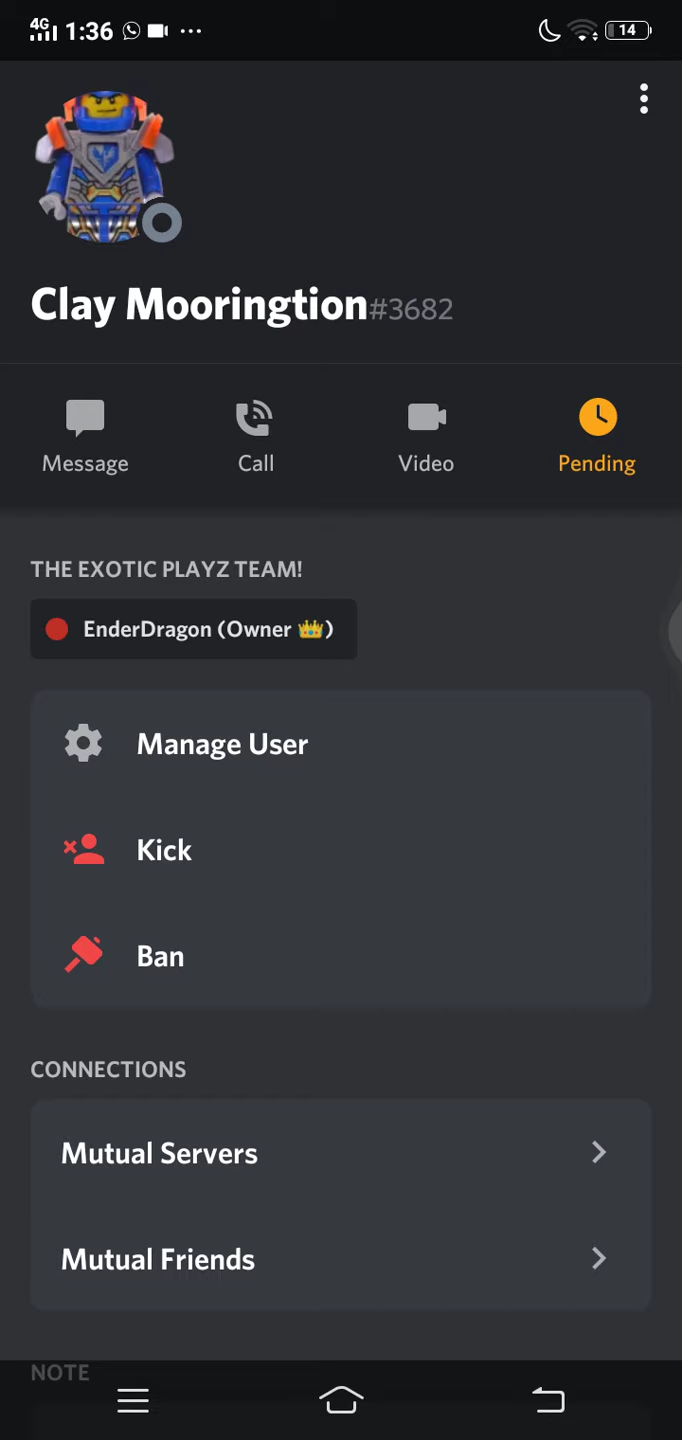 4G 1:36 14
Clay Mooringtion#3682
Message Call Video Pending
THE EXOTIC PLAYZ TEAM!
EnderDragon (Owner 👑)
Manage User
Kick
Ban
CONNECTIONS
Mutual Servers
Mutual Friends
NOTE